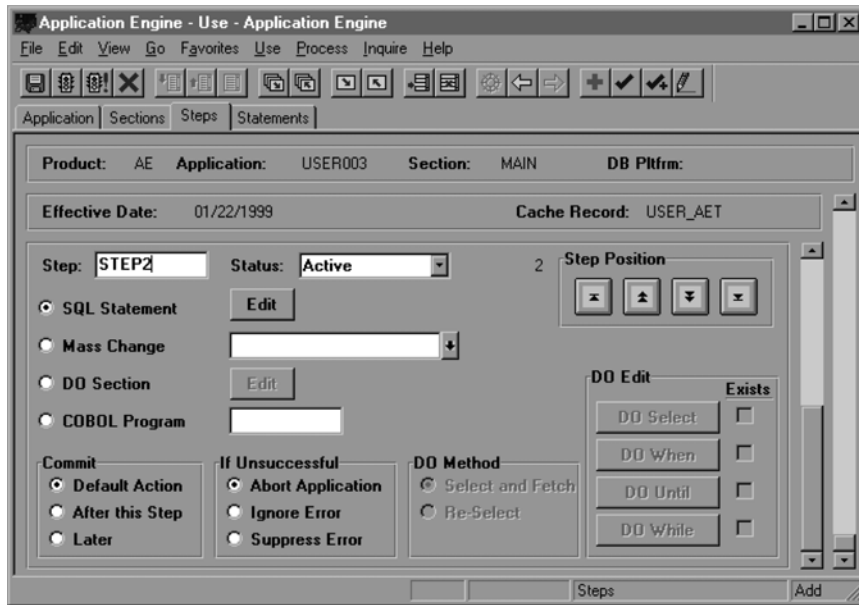 Application Engine - Use - Application Engine
File Edit View Go Favorites Use Process Inquire Help
Application Sections Steps Statements
Product: AE Application: USER003 Section: MAIN DB Pltfrm:
Effective Date: 01/22/1999 Cache Record: USER_AET
Step: STEP2 Status: Active 2 Step Position
SQL Statement Edit
Mass Change
DO Section Edit
COBOL Program
DO Edit Exists
DO Select
DO When
DO Until
DO While
Commit If Unsuccessful DO Method
Default Action Abort Application Select and Fetch
After this Step Ignore Error Re-Select
Later Suppress Error
Steps Add